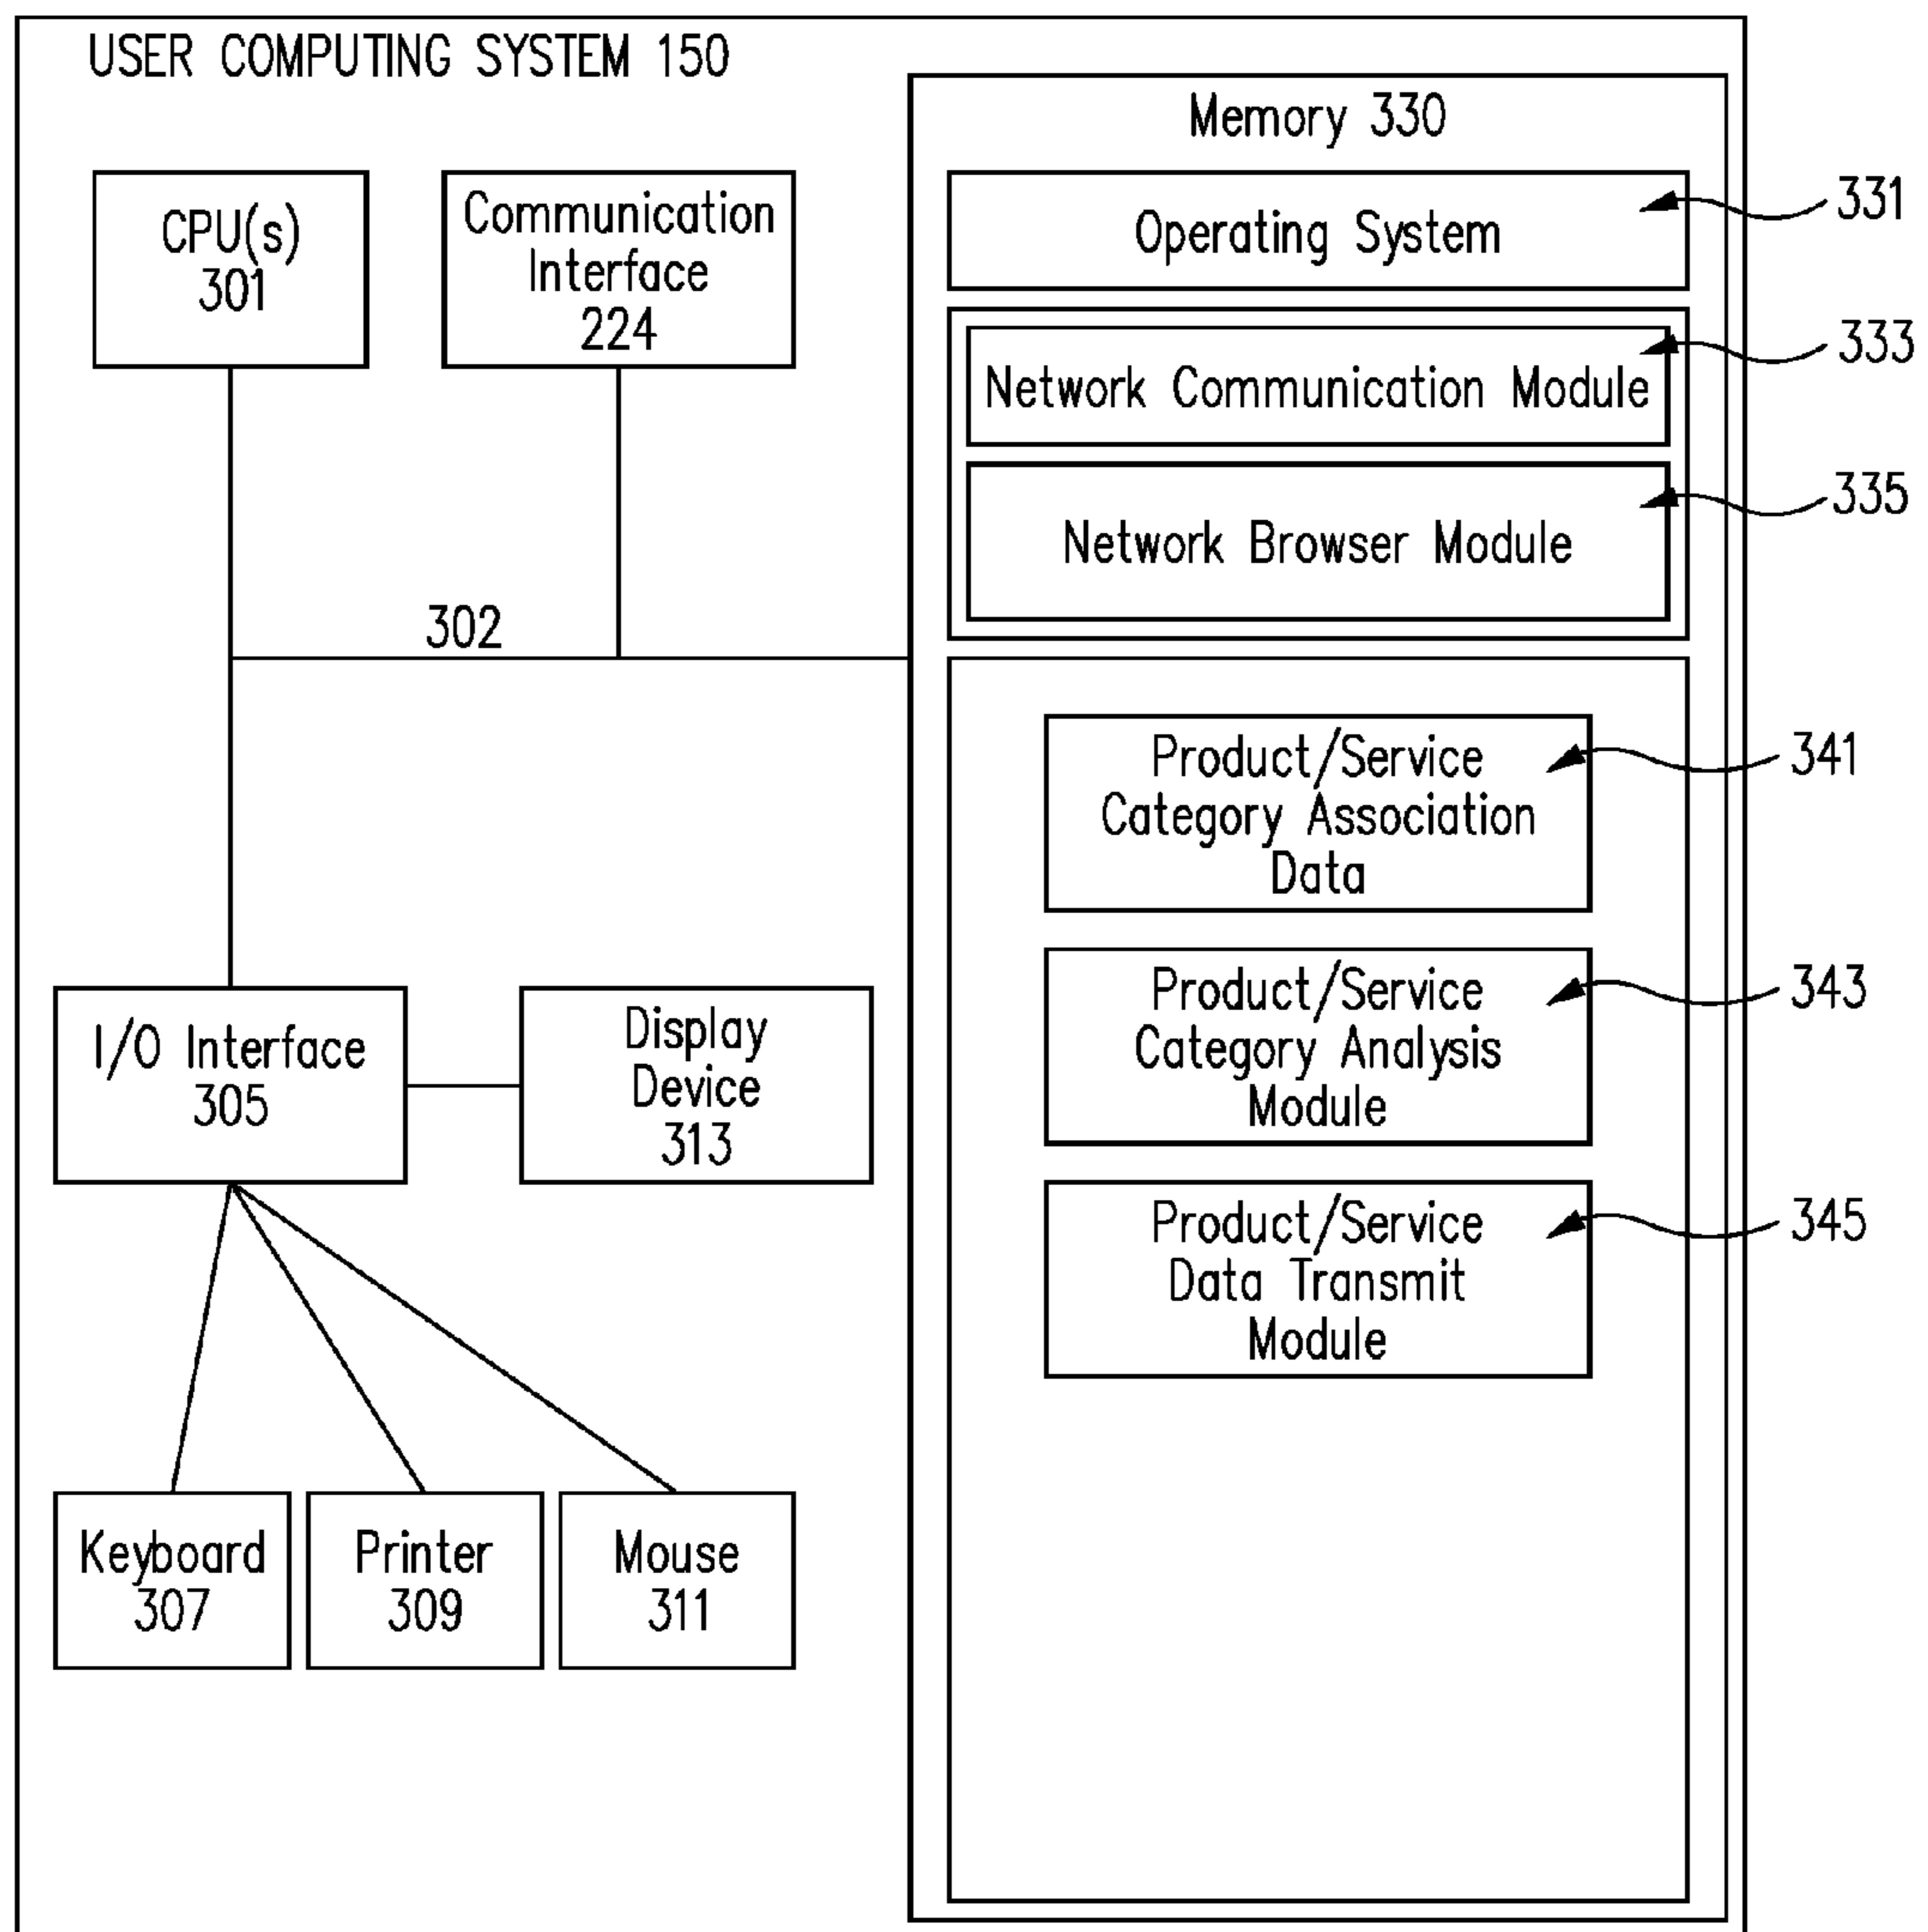 USER COMPUTING SYSTEM 150
CPU(s)
301
Communication
Interface
224
302
I/O Interface
305
Display
Device
313
Keyboard
307
Printer
309
Mouse
311
Memory 330
Operating System
331
Network Communication Module
333
Network Browser Module
335
Product/Service
Category Association
Data
341
Product/Service
Category Analysis
Module
343
Product/Service
Data Transmit
Module
345